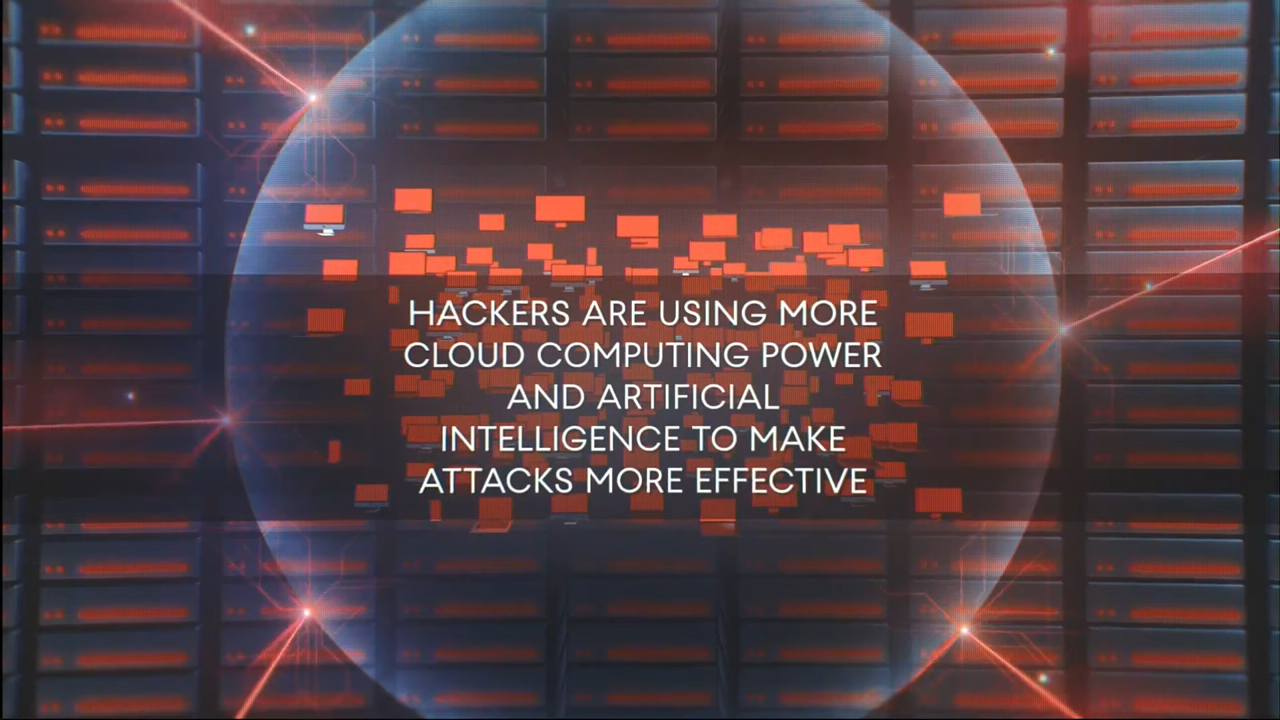 HACKERS ARE USING MORE
CLOUD COMPUTING POWER
AND ARTIFICIAL
INTELLIGENCE TO MAKE
ATTACKS MORE EFFECTIVE